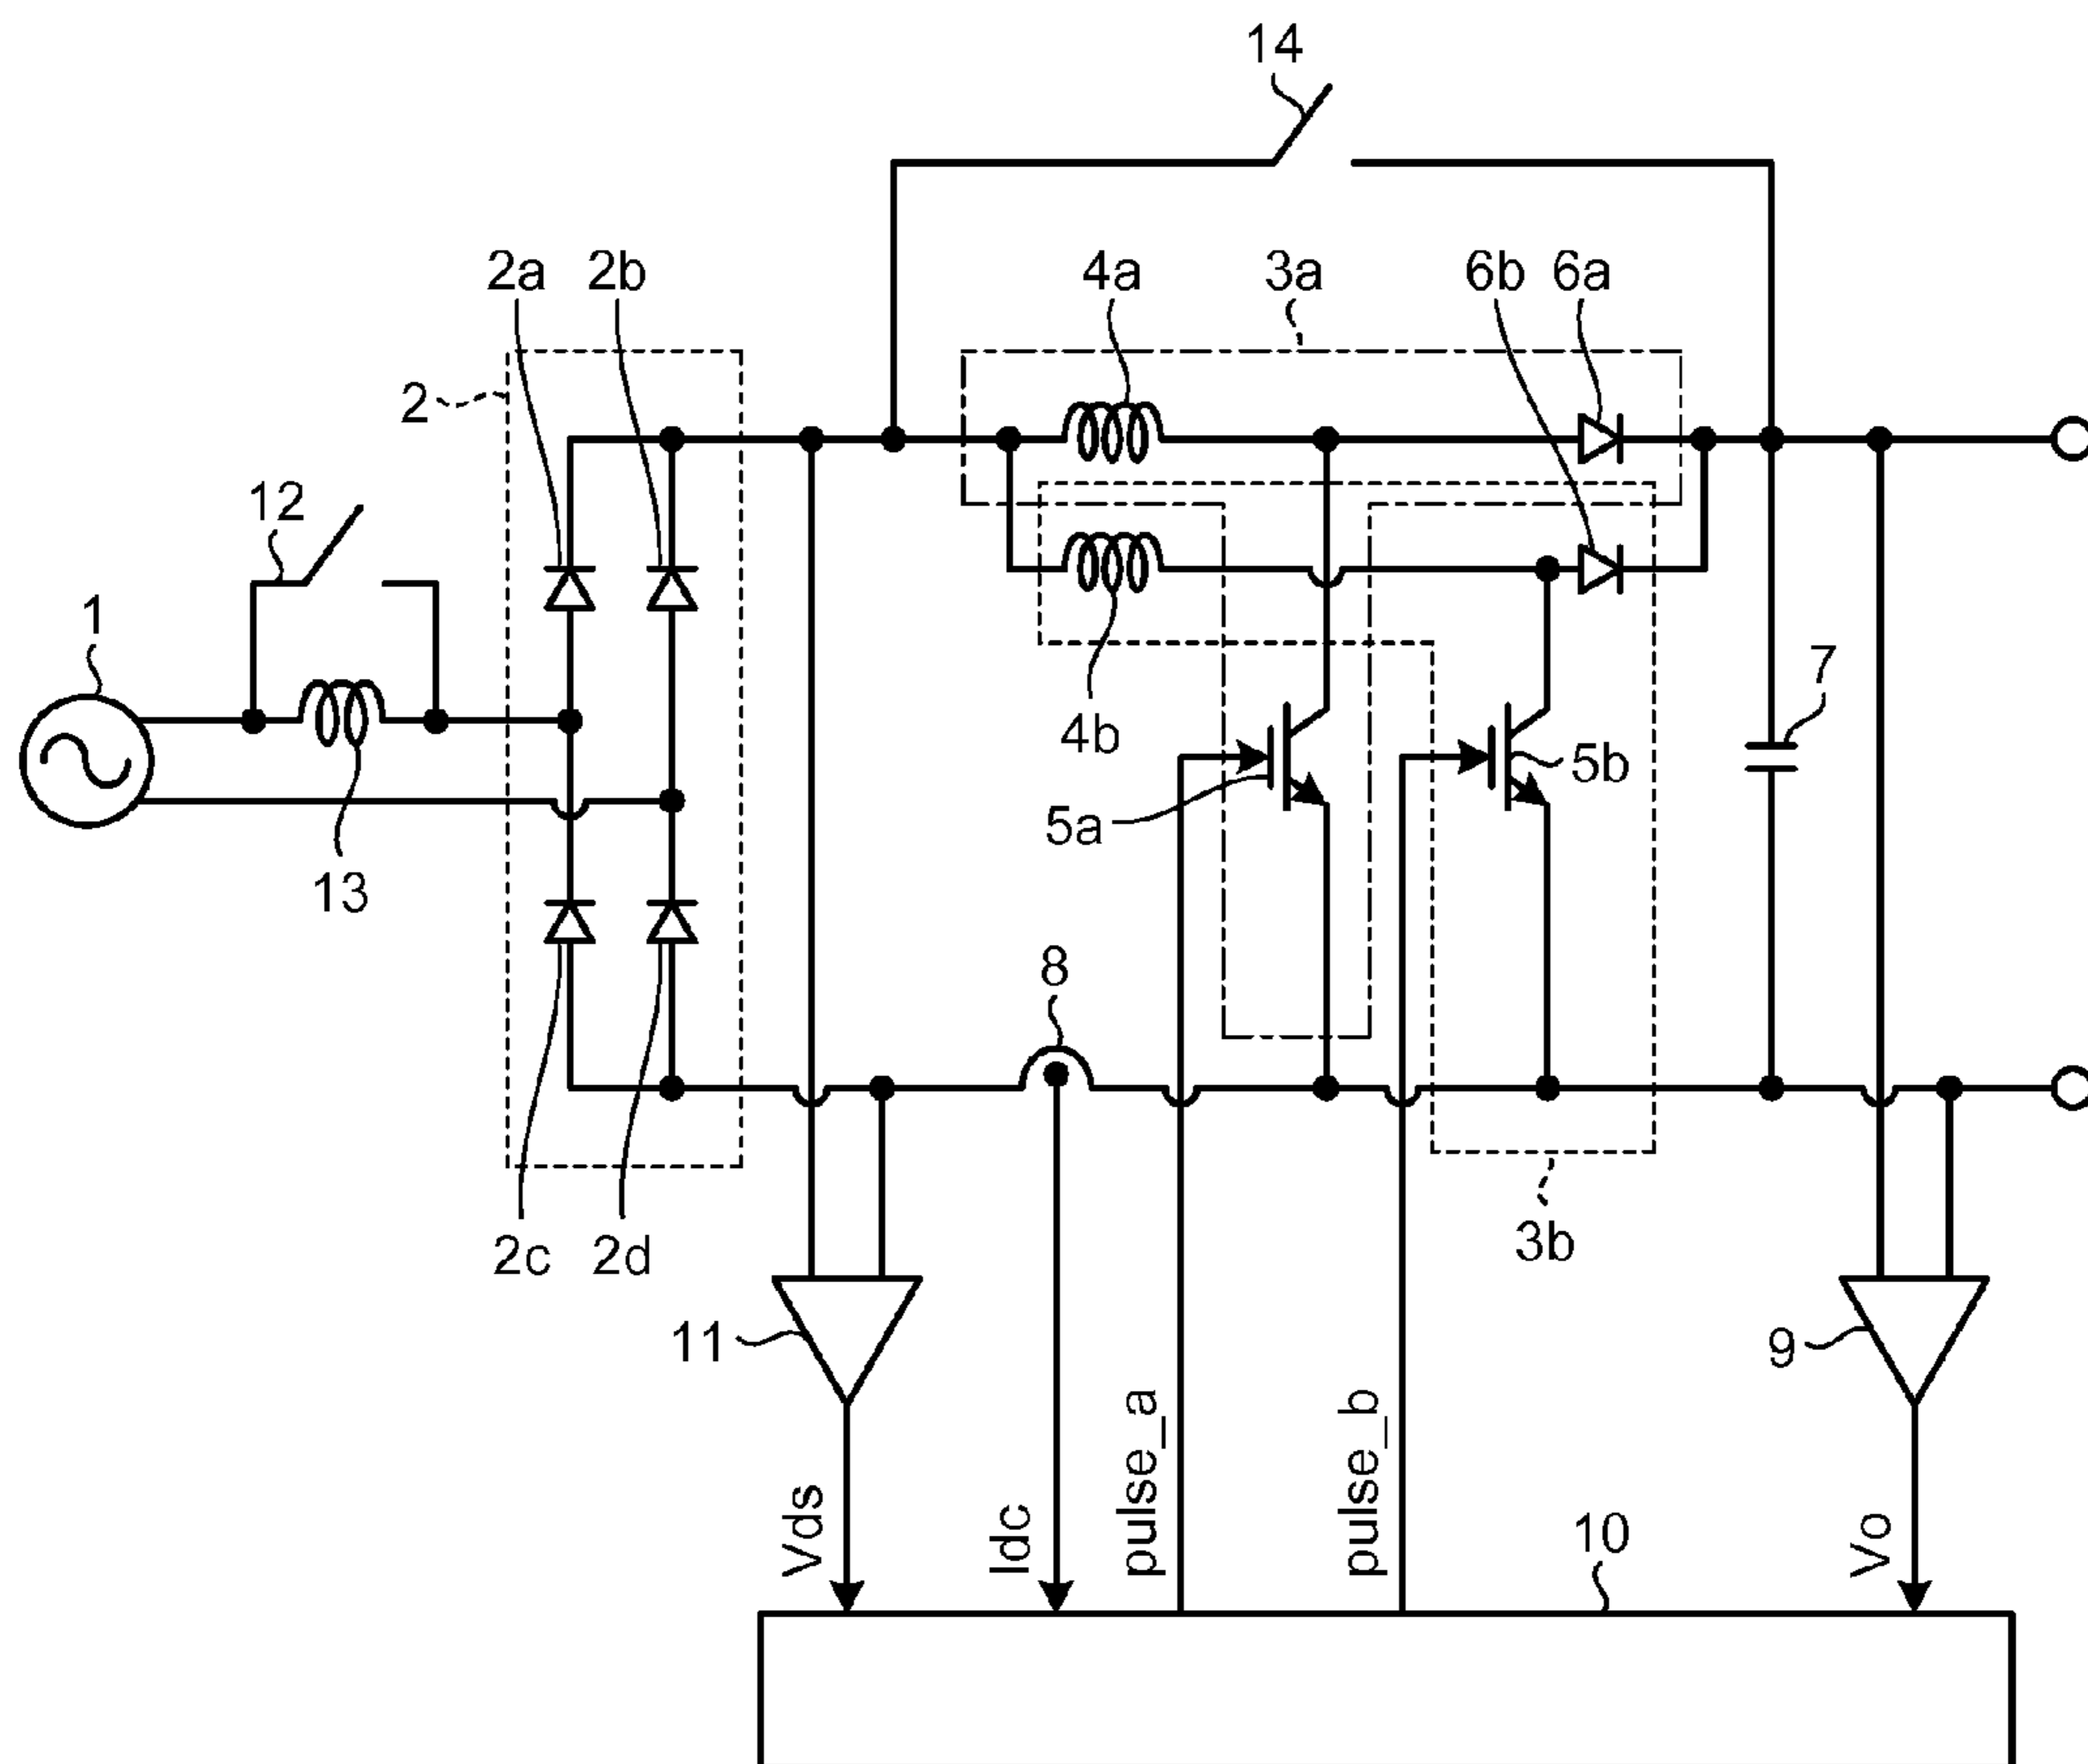 14
2a
2b
4a
3a
6b
6a
2
12
1
7
4b
5b
5a
13
8
2c
2d
3b
11
9
Vds
Idc
pulse_a
pulse_b
10
Vo